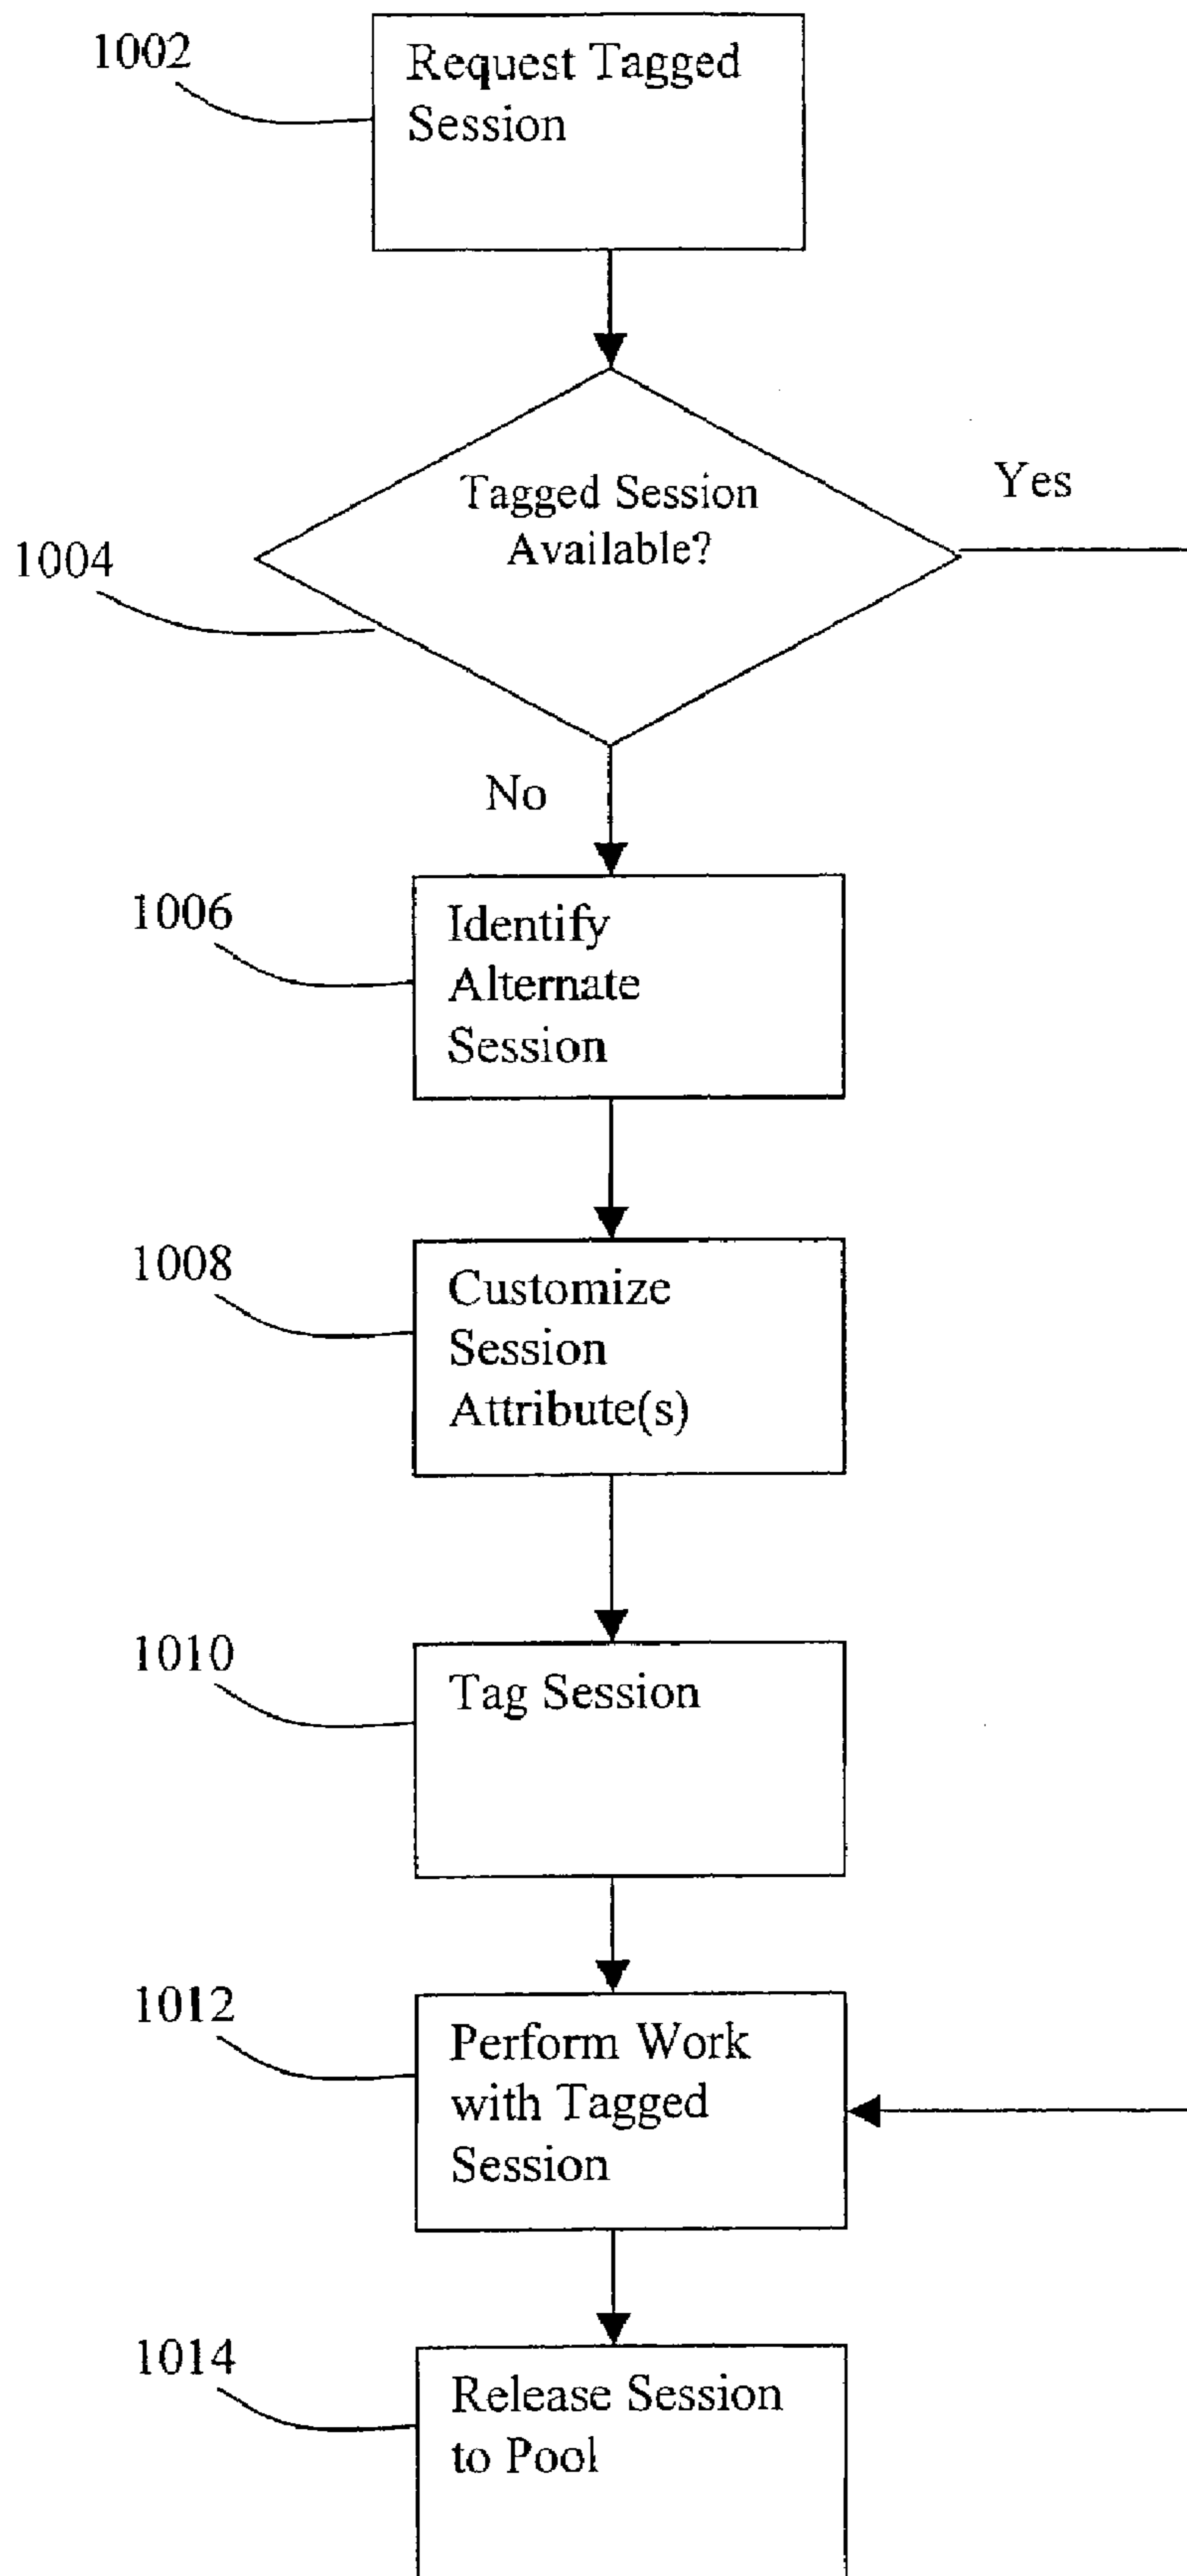 1002
Request Tagged
Session
Tagged Session
Available?
Yes
1004
No
1006
Identify
Alternate
Session
1008
Customize
Session
Attribute(s)
1010
Tag Session
1012
Perform Work
with Tagged
Session
1014
Release Session
to Pool